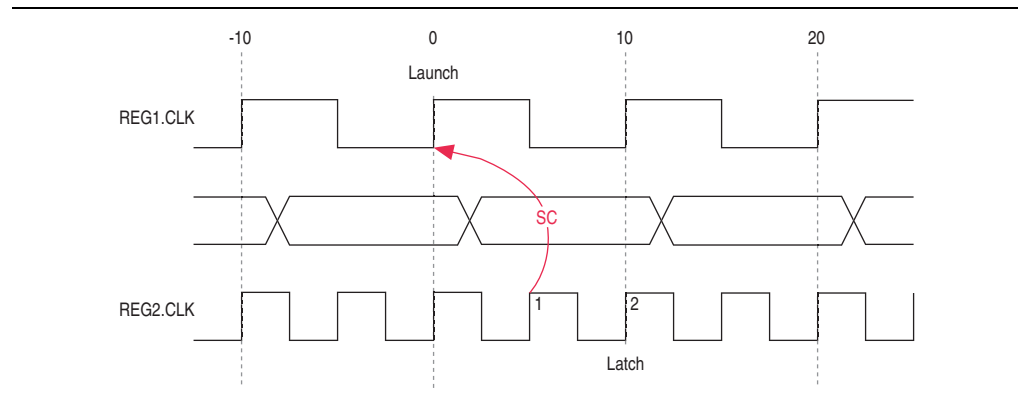 -10 0 10 20
Launch
REG1.CLK
SC
REG2.CLK
1 2
Latch